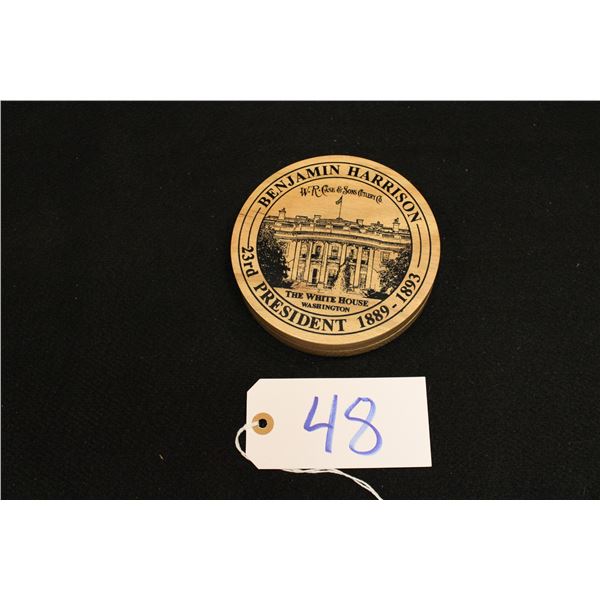 BENJAMIN HARRISON
W.R. CASE & SONS CUTLERY CO.
THE WHITE HOUSE
WASHINGTON
23rd PRESIDENT 1889-1893
48